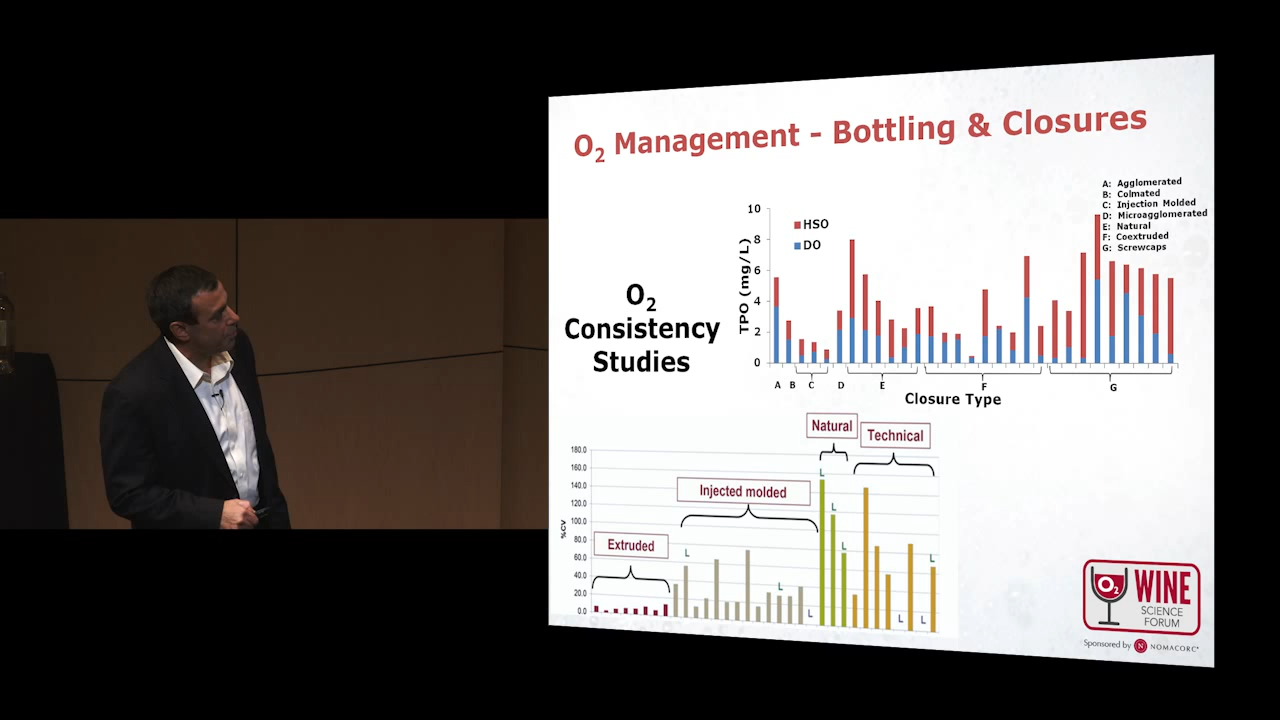 O2 Management - Bottling & Closures
O2
Consistency
Studies
TPO (mg/L)
10
8
6
4
2
0
HSO
DO
A: Agglomerated
B: Colmated
C: Injection Molded
D: Microagglomerated
E: Natural
F: Coextruded
G: Screwcaps
A B C D E F G
Closure Type
%CV
180.0
160.0
140.0
120.0
100.0
80.0
60.0
40.0
20.0
0.0
Extruded
Injected molded
Natural
Technical
L
L
L
L
L
L
L
L
L
O2 WINE
SCIENCE
FORUM
Sponsored by N NOMACORC